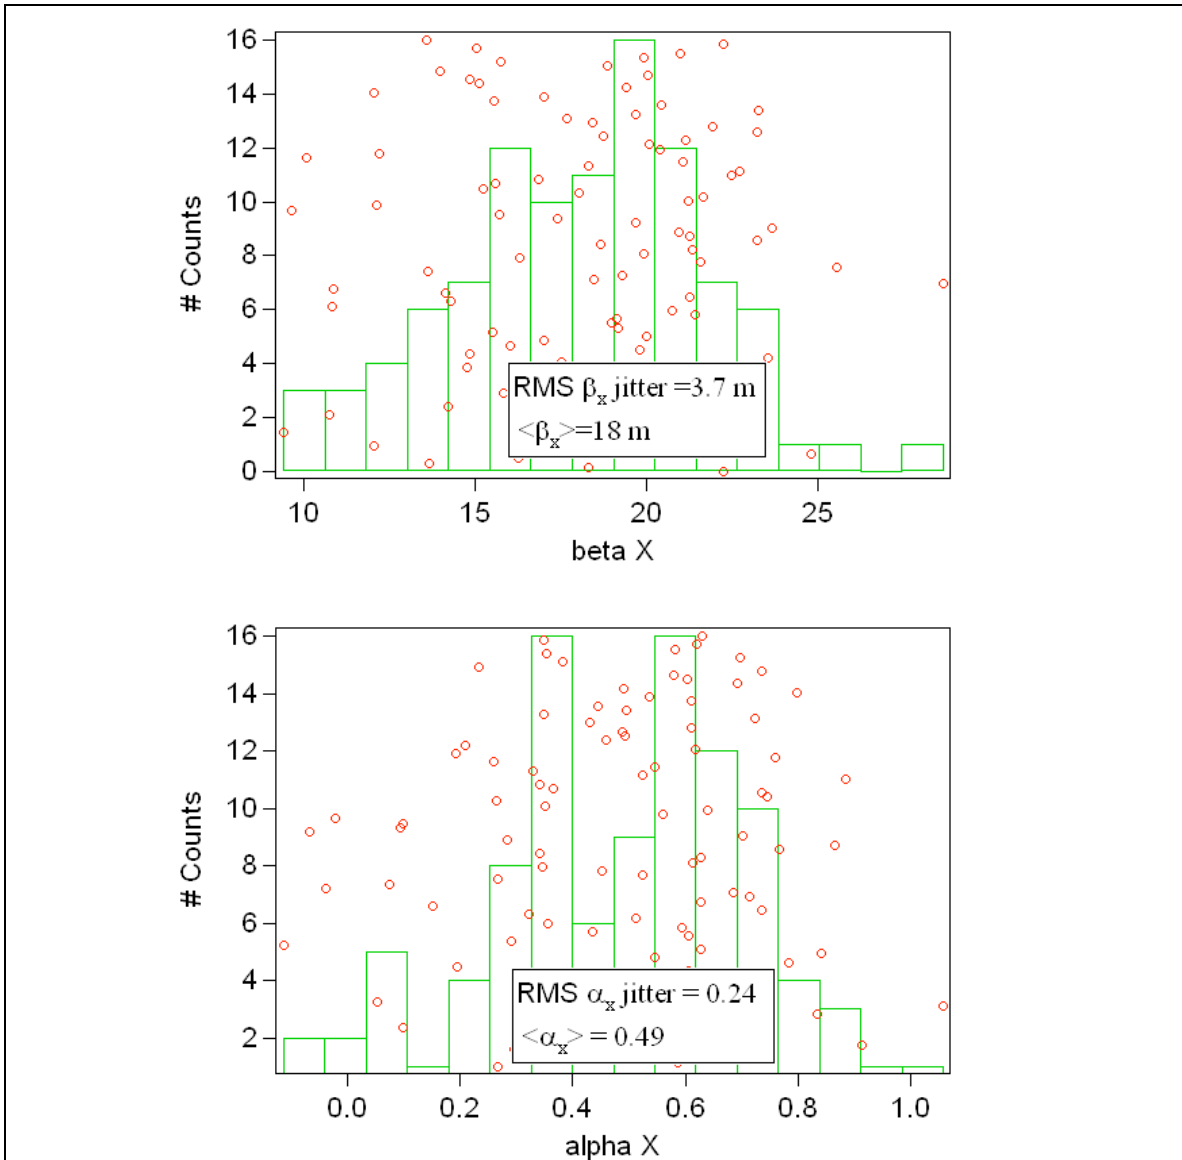 16
14
12
10
8
6
4
2
0
# Counts
RMS βx jitter =3.7 m
<βx>=18 m
10 15 20 25
beta X
16
14
12
10
8
6
4
2
# Counts
RMS αx jitter = 0.24
<αx> = 0.49
0.0 0.2 0.4 0.6 0.8 1.0
alpha X